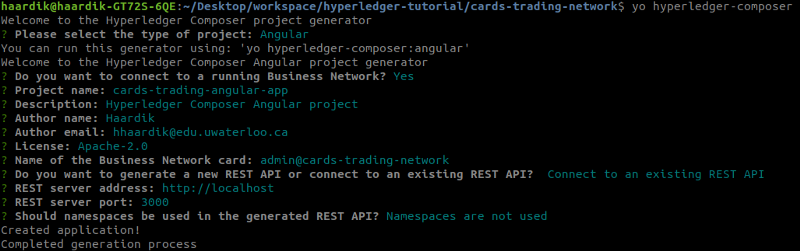 haardik@haardik-GT72S-6QE:~/Desktop/workspace/hyperledger-tutorial/cards-trading-network$ yo hyperledger-composer
Welcome to the Hyperledger Composer project generator
? Please select the type of project: Angular
You can run this generator using: 'yo hyperledger-composer:angular'
Welcome to the Hyperledger Composer Angular project generator
? Do you want to connect to a running Business Network? Yes
? Project name: cards-trading-angular-app
? Description: Hyperledger Composer Angular project
? Author name: Haardik
? Author email: hhaardik@edu.uwaterloo.ca
? License: Apache-2.0
? Name of the Business Network card: admin@cards-trading-network
? Do you want to generate a new REST API or connect to an existing REST API?  Connect to an existing REST API
? REST server address: http://localhost
? REST server port: 3000
? Should namespaces be used in the generated REST API? Namespaces are not used
Created application!
Completed generation process